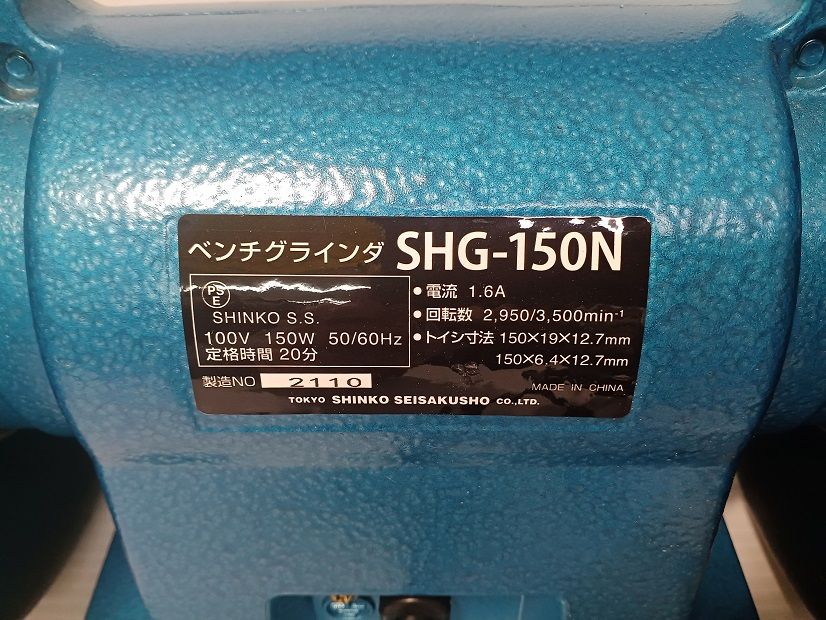 ベンチグラインダ SHG-150N
PS
E
SHINKO S.S.
100V 150W 50/60Hz
定格時間 20分
●電流 1.6A
●回転数 2,950/3,500min⁻¹
●トイシ寸法 150×19×12.7mm
150×6.4×12.7mm
製造NO 2110
MADE IN CHINA
TOKYO SHINKO SEISAKUSHO CO.,LTD.